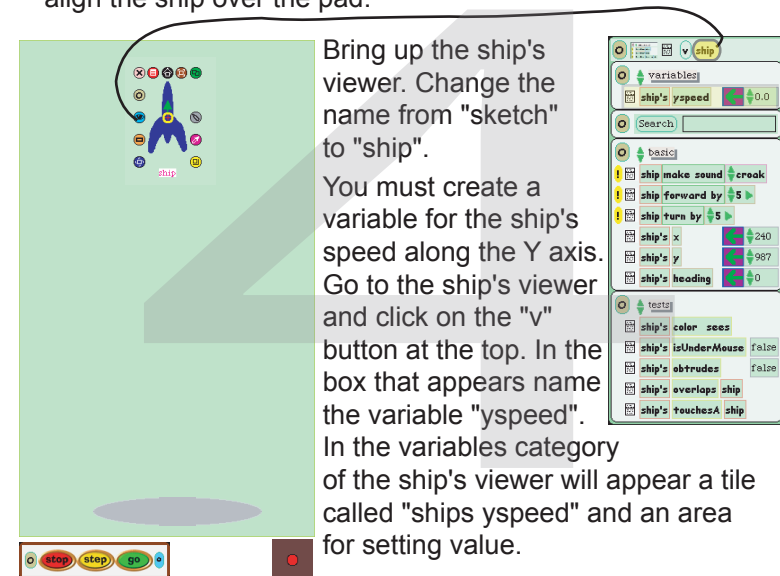 align the ship over the pad.
Bring up the ship's
viewer. Change the
name from "sketch"
to "ship".
You must create a
variable for the ship's
speed along the Y axis.
Go to the ship's viewer
and click on the "v"
button at the top. In the
box that appears name
the variable "yspeed".
In the variables category
of the ship's viewer will appear a tile
called "ships yspeed" and an area
for setting value.
4
ship
stop step go
v ship
variables
ship's yspeed 0.0
Search
basic
! ship make sound croak
! ship forward by 5
! ship turn by 5
ship's x 240
ship's y 987
ship's heading 0
tests
ship's color sees
ship's isUnderMouse false
ship's obtrudes false
ship's overlaps ship
ship's touchesA ship